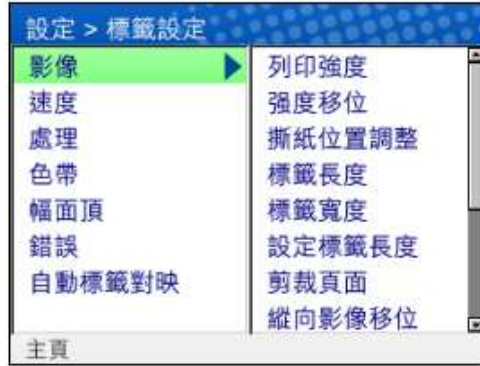 設定 > 標籤設定
影像
速度
處理
色帶
幅面頂
錯誤
自動標籤對映
列印強度
强度移位
撕紙位置調整
標籤長度
標籤寬度
設定標籤長度
剪裁頁面
縱向影像移位
主頁